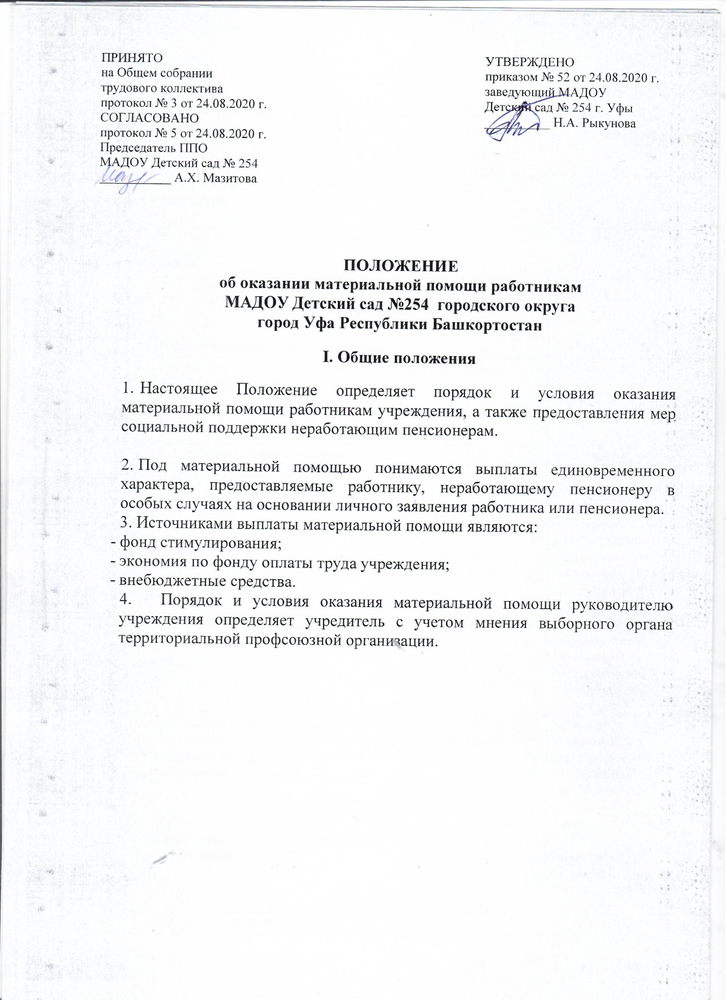 ПРИНЯТО
на Общем собрании
трудового коллектива
протокол № 3 от 24.08.2020 г.
СОГЛАСОВАНО
протокол № 5 от 24.08.2020 г.
Председатель ППО
МАДОУ Детский сад № 254
___________ А.Х. Мазитова
УТВЕРЖДЕНО
приказом № 52 от 24.08.2020 г.
заведующий МАДОУ
Детский сад № 254 г. Уфы
__________ Н.А. Рыкунова
ПОЛОЖЕНИЕ
об оказании материальной помощи работникам
МАДОУ Детский сад №254 городского округа
город Уфа Республики Башкортостан
I. Общие положения
1. Настоящее Положение определяет порядок и условия оказания
материальной помощи работникам учреждения, а также предоставления мер
социальной поддержки неработающим пенсионерам.
2. Под материальной помощью понимаются выплаты единовременного
характера, предоставляемые работнику, неработающему пенсионеру в
особых случаях на основании личного заявления работника или пенсионера.
3. Источниками выплаты материальной помощи являются:
- фонд стимулирования;
- экономия по фонду оплаты труда учреждения;
- внебюджетные средства.
4. Порядок и условия оказания материальной помощи руководителю
учреждения определяет учредитель с учетом мнения выборного органа
территориальной профсоюзной организации.